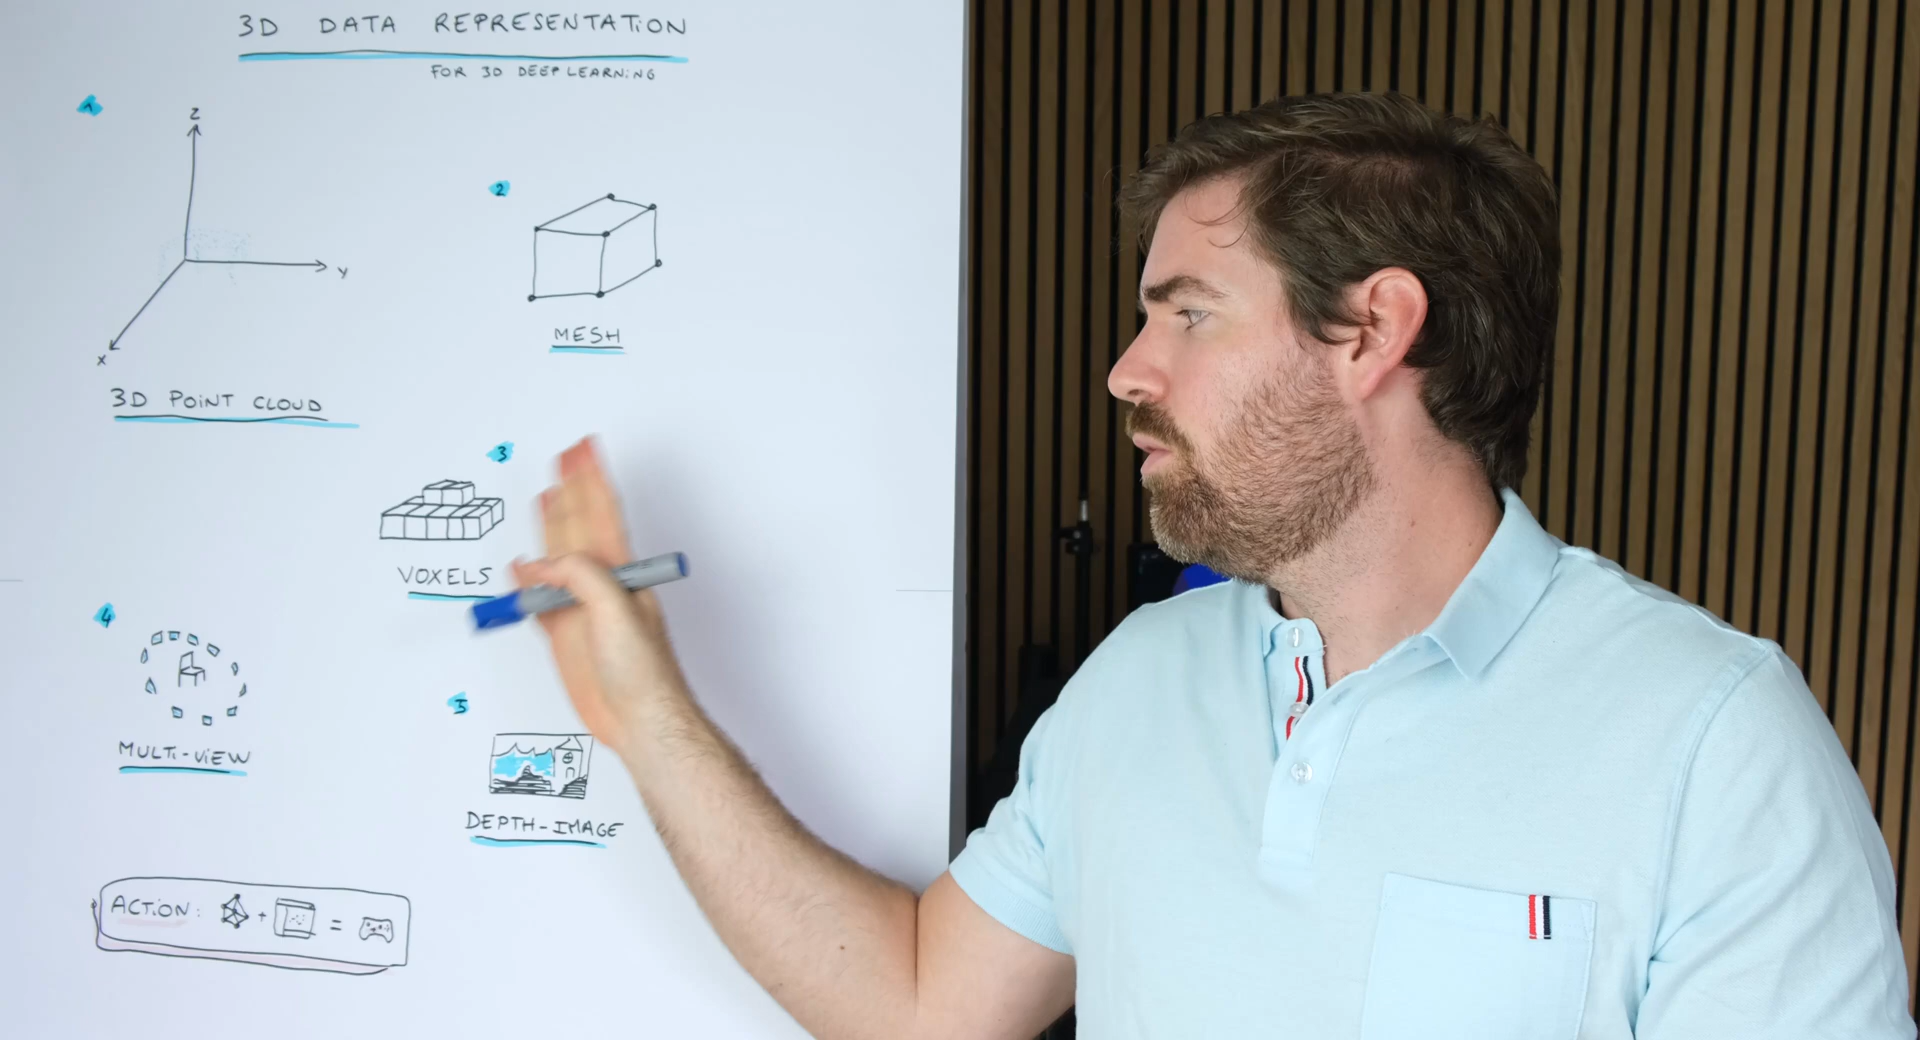 3D DATA REPRESENTATION
FOR 3D DEEP LEARNING
1
Z
Y
X
3D POINT CLOUD
2
MESH
3
VOXELS
4
MULTI-VIEW
5
DEPTH-IMAGE
ACTION: + =